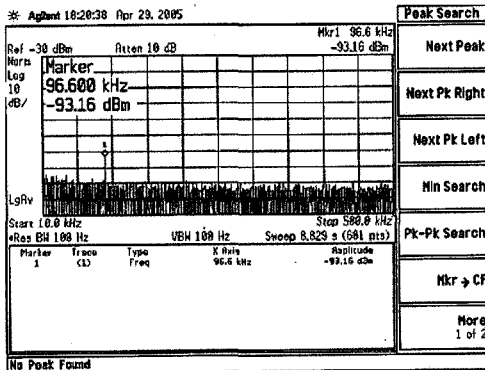 Agilent 18:20:38 Apr 29, 2005
Peak Search
Mkr1 96.6 kHz
Ref -30 dBm Atten 10 dB -93.16 dBm
Norm
Log
10
dB/
Marker
96.600 kHz
-93.16 dBm
1
LgAv
Start 10.0 kHz Stop 500.0 kHz
#Res BW 100 Hz VBW 100 Hz Sweep 8.829 s (601 pts)
Marker Trace Type X Axis Amplitude
1 (1) Freq 96.6 kHz -93.16 dBm
No Peak Found
Next Peak
Next Pk Right
Next Pk Left
Min Search
Pk-Pk Search
Mkr → CF
More
1 of 2